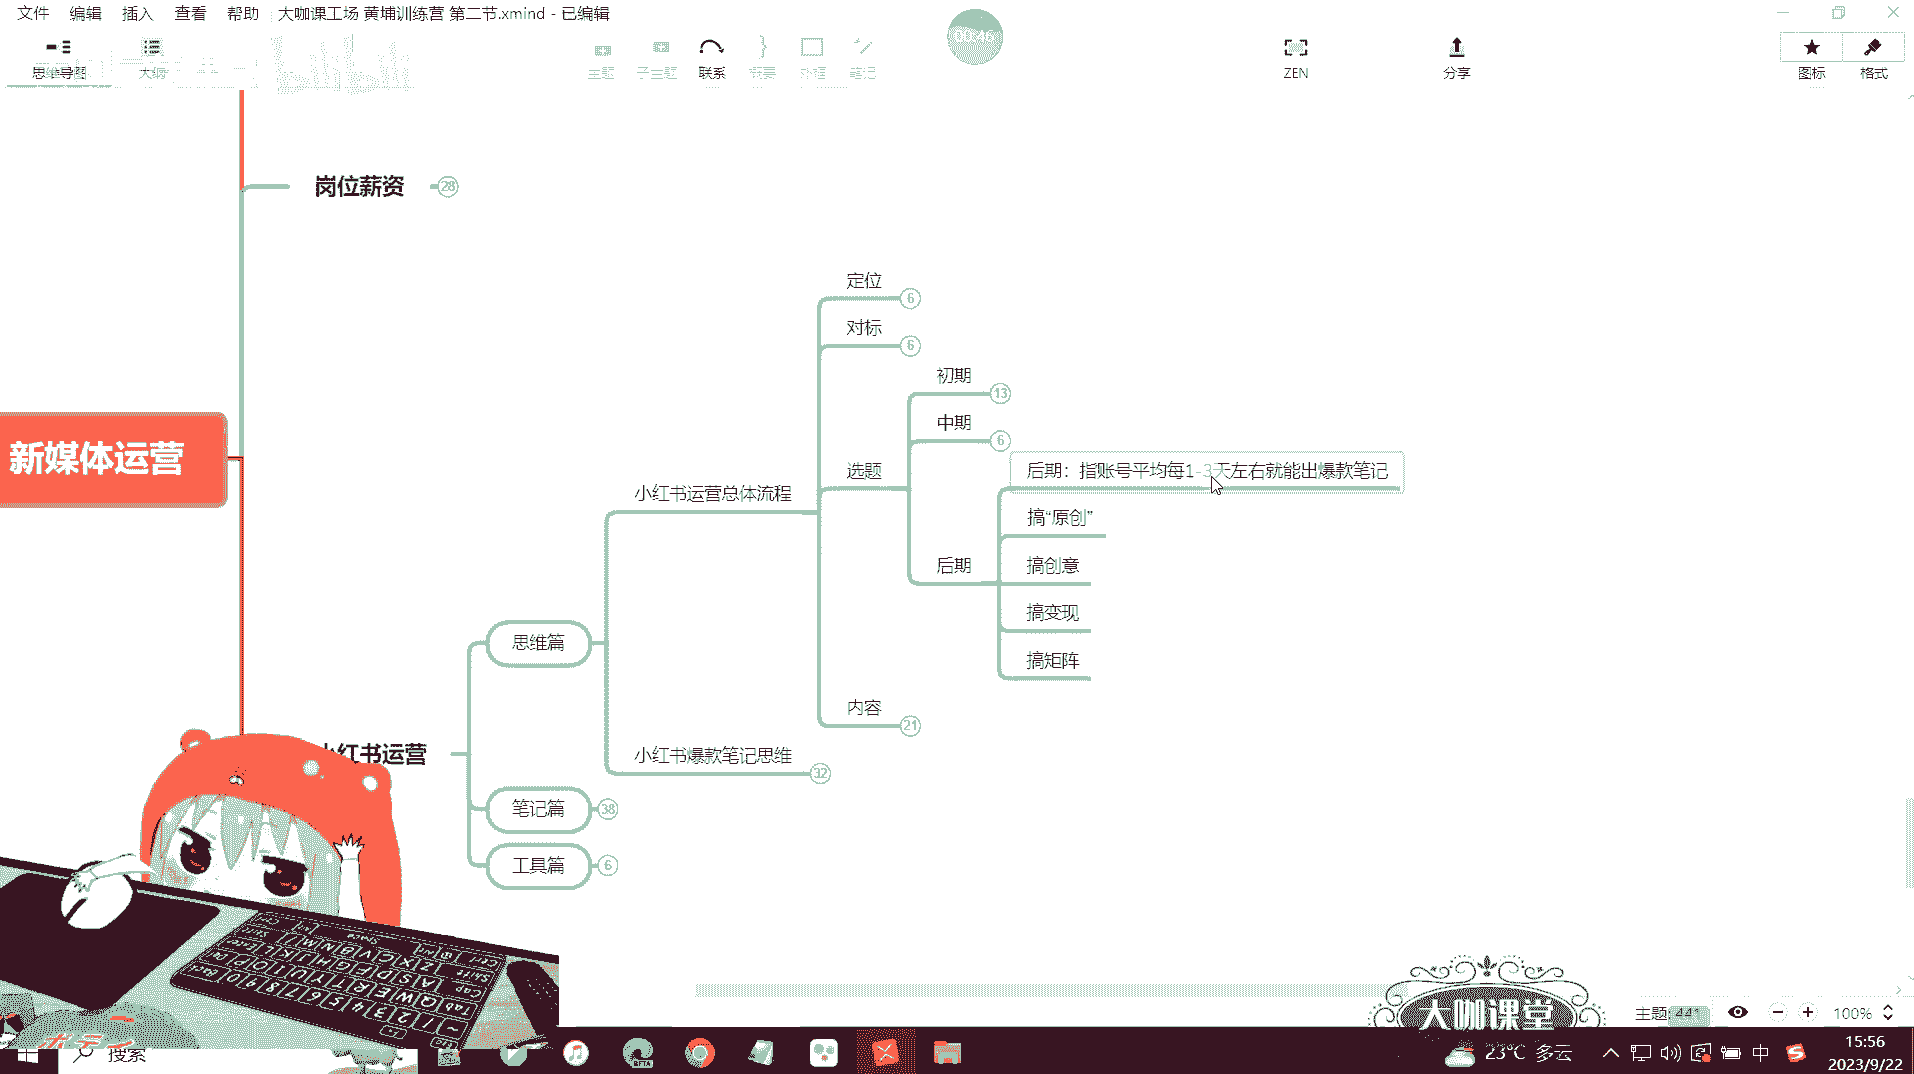 文件 编辑 插入 查看 帮助 大咖课工场 黄埔训练营 第二节.xmind - 已编辑
00:46
思维导图 大纲 主题 子主题 联系 概要 外框 笔记 ZEN 分享 图标 格式
岗位薪资 28
定位 6
对标 6
初期 13
中期 6
选题
后期：指账号平均每1-3天左右就能出爆款笔记
小红书运营总体流程
搞“原创”
后期
搞创意
搞变现
搞矩阵
新媒体运营
思维篇
内容 21
小红书爆款笔记思维 32
小红书运营
笔记篇 38
工具篇 6
大咖课堂
主题: 441 100%
搜索
23°C 多云
中
15:56
2023/9/22